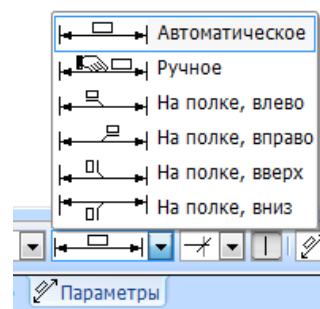 Автоматическое
Ручное
На полке, влево
На полке, вправо
На полке, вверх
На полке, вниз
Параметры